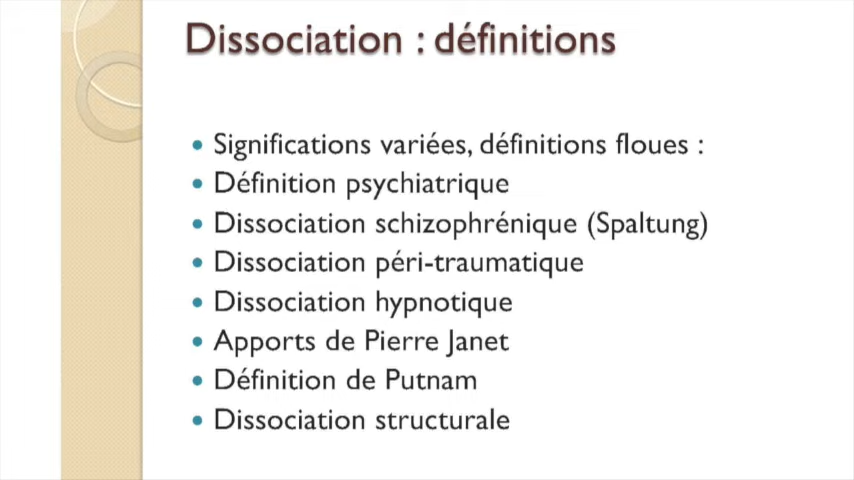 Dissociation : définitions
• Significations variées, définitions floues :
• Définition psychiatrique
• Dissociation schizophrénique (Spaltung)
• Dissociation péri-traumatique
• Dissociation hypnotique
• Apports de Pierre Janet
• Définition de Putnam
• Dissociation structurale